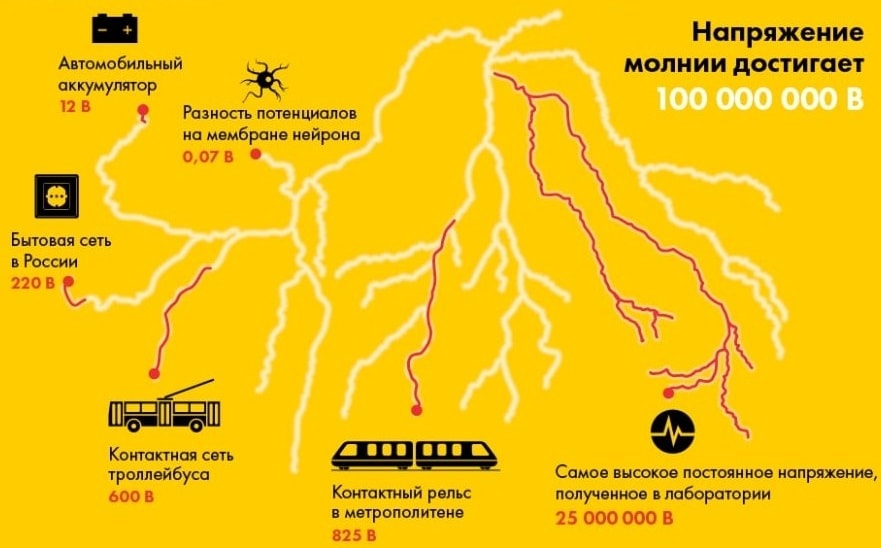 Напряжение
молнии достигает
100 000 000 В
Автомобильный
аккумулятор
12 В
Разность потенциалов
на мембране нейрона
0,07 В
Бытовая сеть
в России
220 В
Контактная сеть
троллейбуса
600 В
Контактный рельс
в метрополитене
825 В
Самое высокое постоянное напряжение,
полученное в лаборатории
25 000 000 В